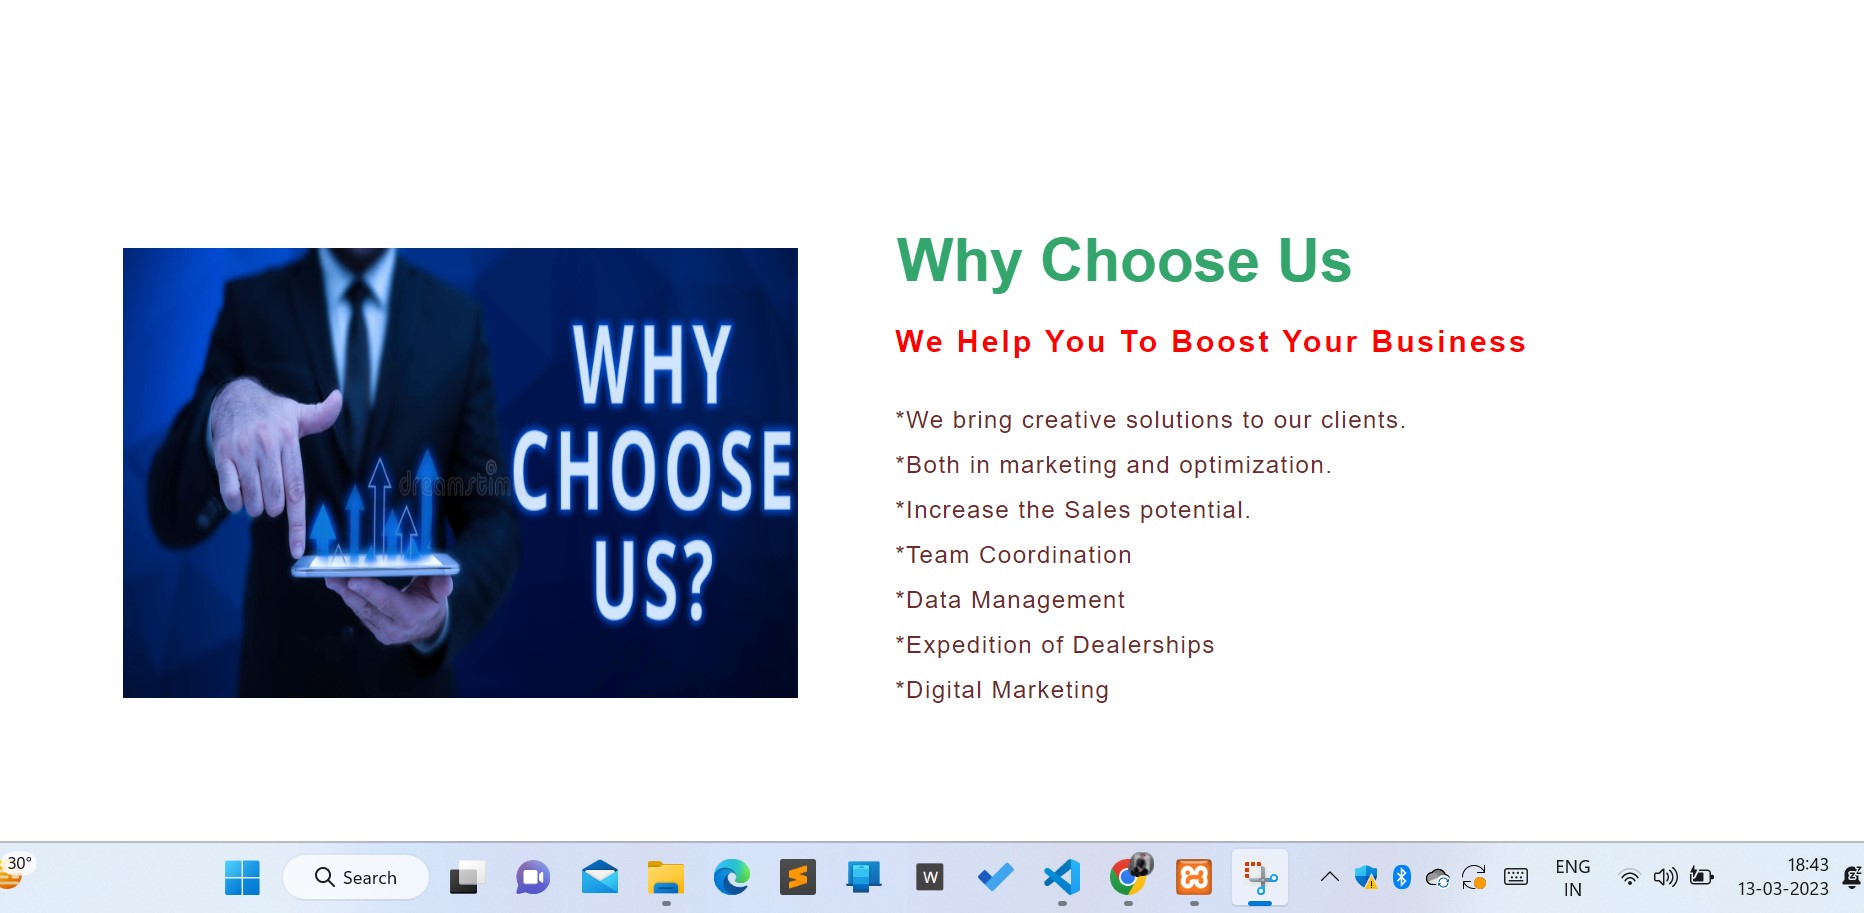 Why Choose Us
We Help You To Boost Your Business
WHY
CHOOSE
US?
dreamstim
*We bring creative solutions to our clients.
*Both in marketing and optimization.
*Increase the Sales potential.
*Team Coordination
*Data Management
*Expedition of Dealerships
*Digital Marketing
30°
Search
W
ENG
IN
18:43
13-03-2023